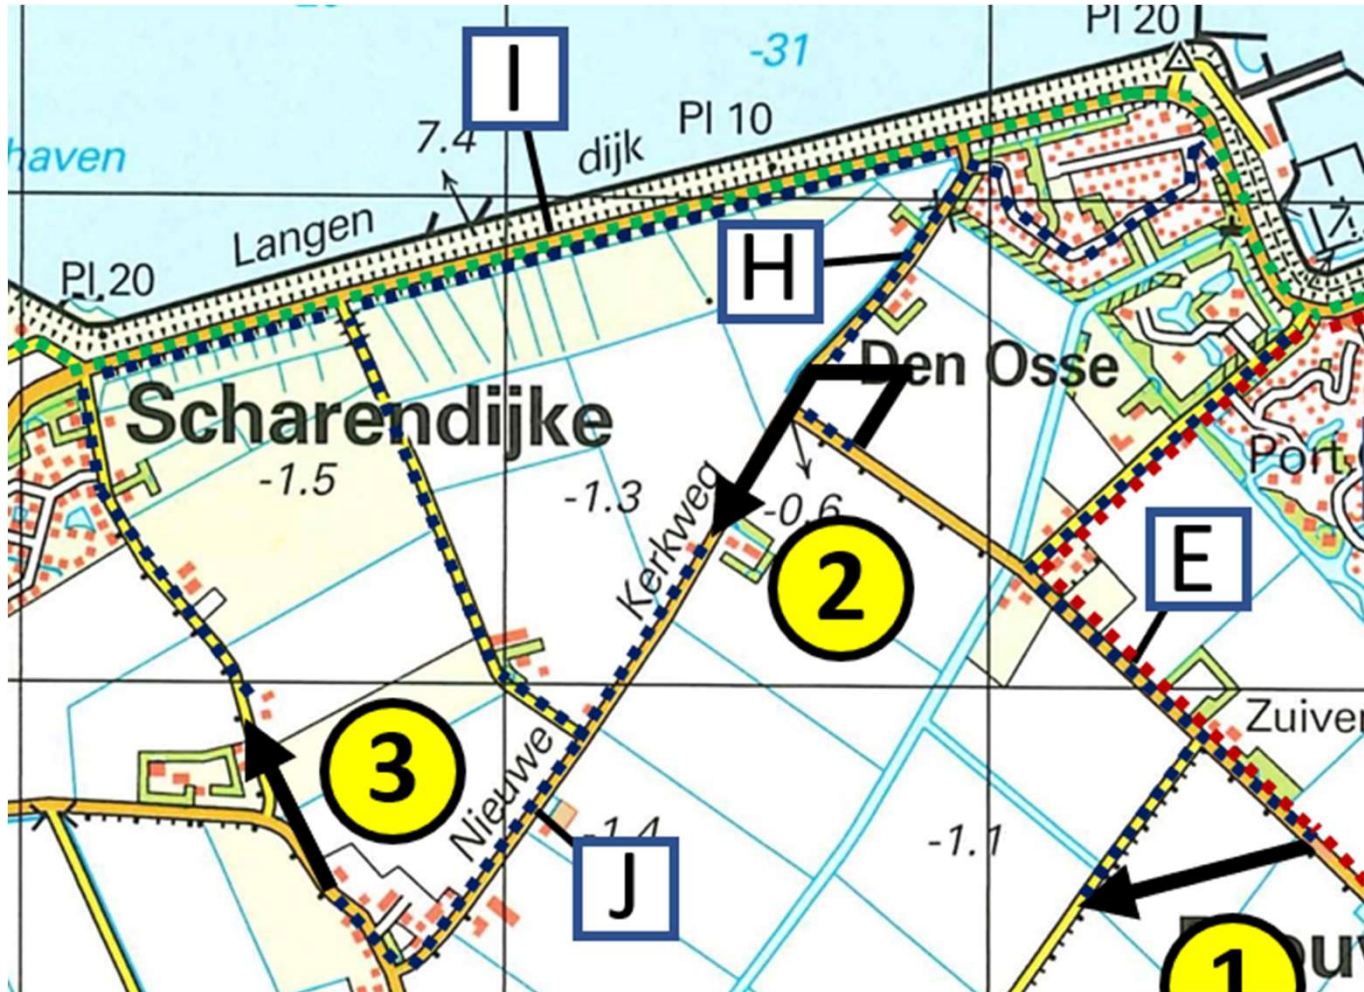 -31
Pl 20
I
Pl 10
7.4
dijk
haven
Langen
7.
H
Pl.20
Den Osse
Scharendijke
-1.5
-1.3
-0.6
Port
Kerkweg
2
E
Zuiver
3
Nieuwe
-1.4
-1.1
J
1